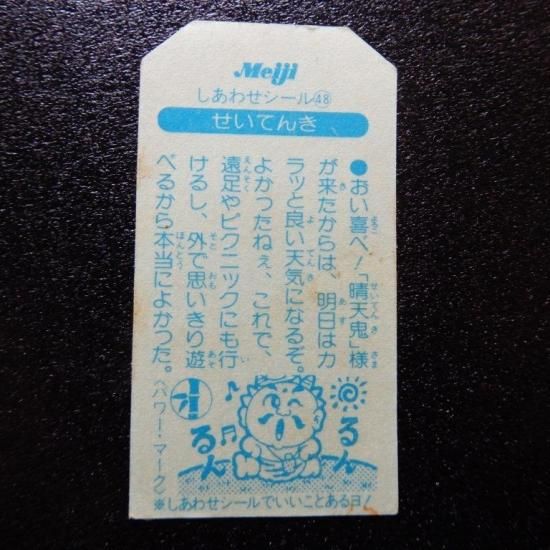 Meiji
しあわせシール㊽
せいてんき
●おい喜べ!「晴天鬼」様
が来たからは、明日はカ
ラッと良い天気になるぞ。
よかったねぇ、これで、
遠足やピクニックにも行
けるし、外で思いきり遊
べるから本当によかった。
るん
るん
〈パワー・マーク〉
※しあわせシールでいいことあるヨ!